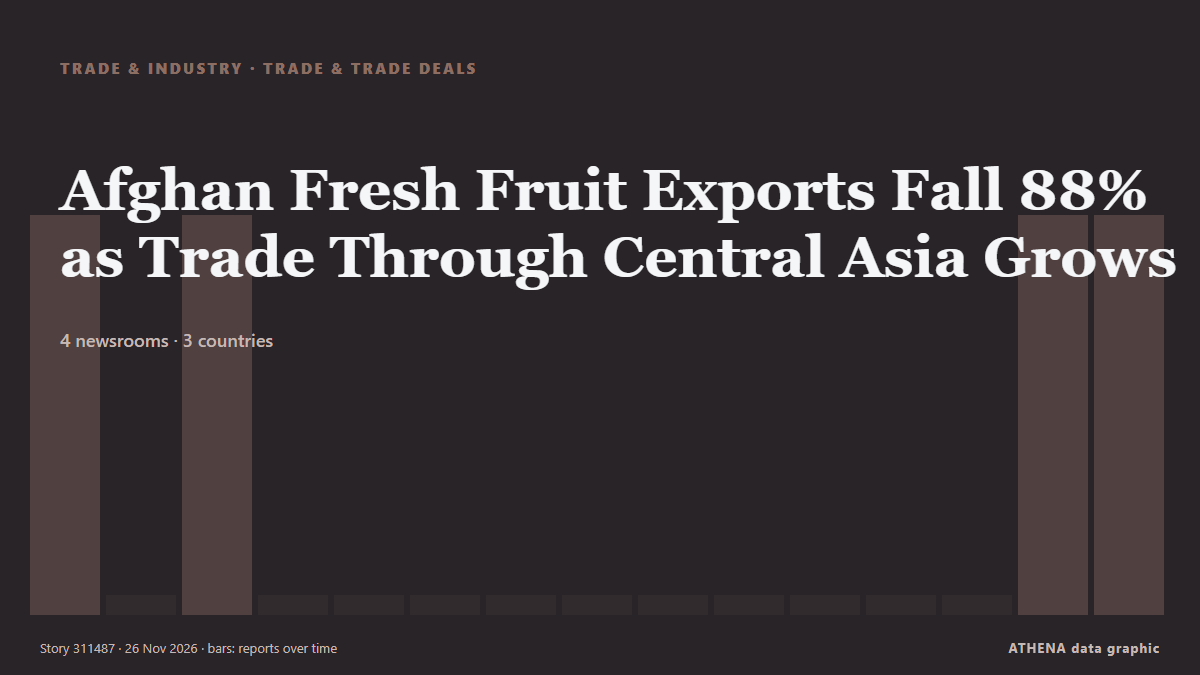 TRADE & INDUSTRY · TRADE & TRADE DEALS
Afghan Fresh Fruit Exports Fall 88%
as Trade Through Central Asia Grows
4 newsrooms · 3 countries
Story 311487 · 26 Nov 2026 · bars: reports over time
ATHENA data graphic